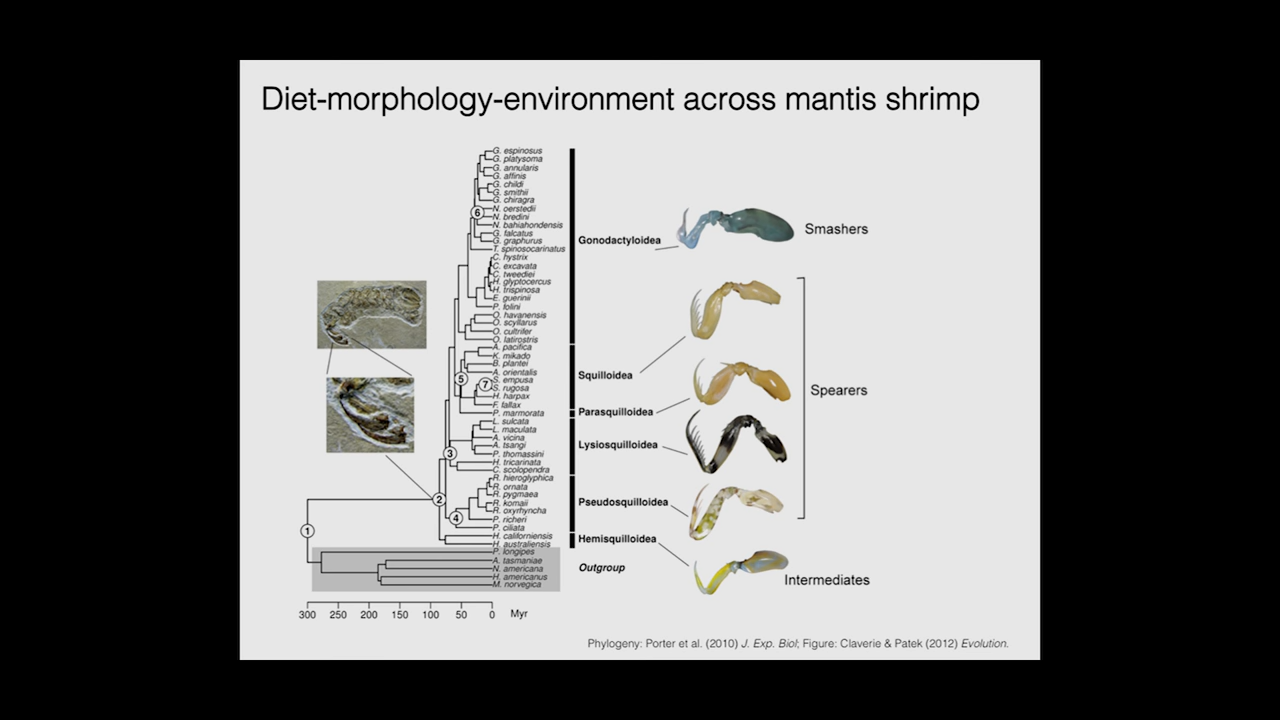 Diet-morphology-environment across mantis shrimp
G. espinosus
G. platysoma
G. annularis
G. affinis
G. childi
G. smithii
G. chiragra
N. oerstedii
N. bredini
N. bahiahondensis
G. falcatus
G. graphurus
T. spinosocarinatus
C. hystrix
C. excavata
C. tweediei
H. glyptocercus
H. trispinosa
E. guerinii
P. folini
O. havanensis
O. scyllarus
O. cultrifer
O. latirostris
A. pacifica
K. mikado
B. plantei
A. orientalis
S. empusa
S. rugosa
H. harpax
F. fallax
P. marmorata
L. sulcata
L. maculata
A. vicina
A. tsangi
P. thomassini
H. tricarinata
C. scolopendra
R. hieroglyphica
R. ornata
R. pygmaea
R. komaii
R. oxyrhyncha
P. richeri
P. ciliata
H. californiensis
H. australiensis
P. longipes
A. tasmaniae
N. americana
H. americanus
M. norvegica
6
5
7
3
2
4
1
Gonodactyloidea
Squilloidea
Parasquilloidea
Lysiosquilloidea
Pseudosquilloidea
Hemisquilloidea
Outgroup
Smashers
Spearers
Intermediates
300 250 200 150 100 50 0 Myr
Phylogeny: Porter et al. (2010) J. Exp. Biol; Figure: Claverie & Patek (2012) Evolution.